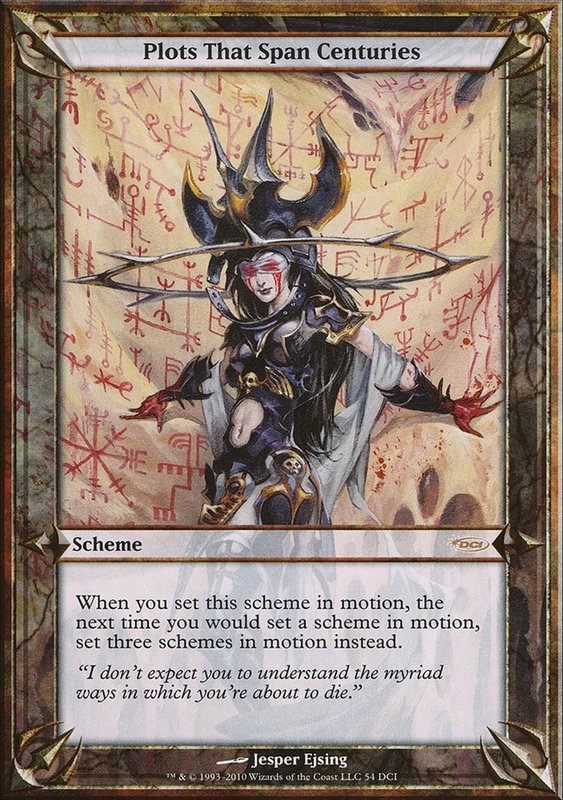 Plots That Span Centuries
Scheme
DCI
When you set this scheme in motion, the
next time you would set a scheme in motion,
set three schemes in motion instead.
“I don’t expect you to understand the myriad
ways in which you’re about to die.”
Jesper Ejsing
™ & © 1993–2010 Wizards of the Coast LLC 54 DCI